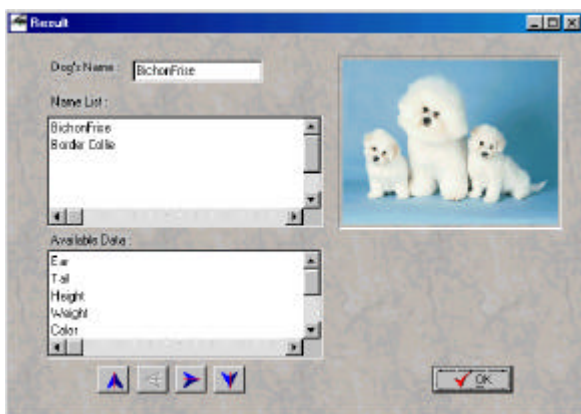 Result
Dog's Name :
BichonFrise
Name List :
BichonFrise
Border Collie
Available Data :
Ear
Tail
Height
Weight
Color
OK